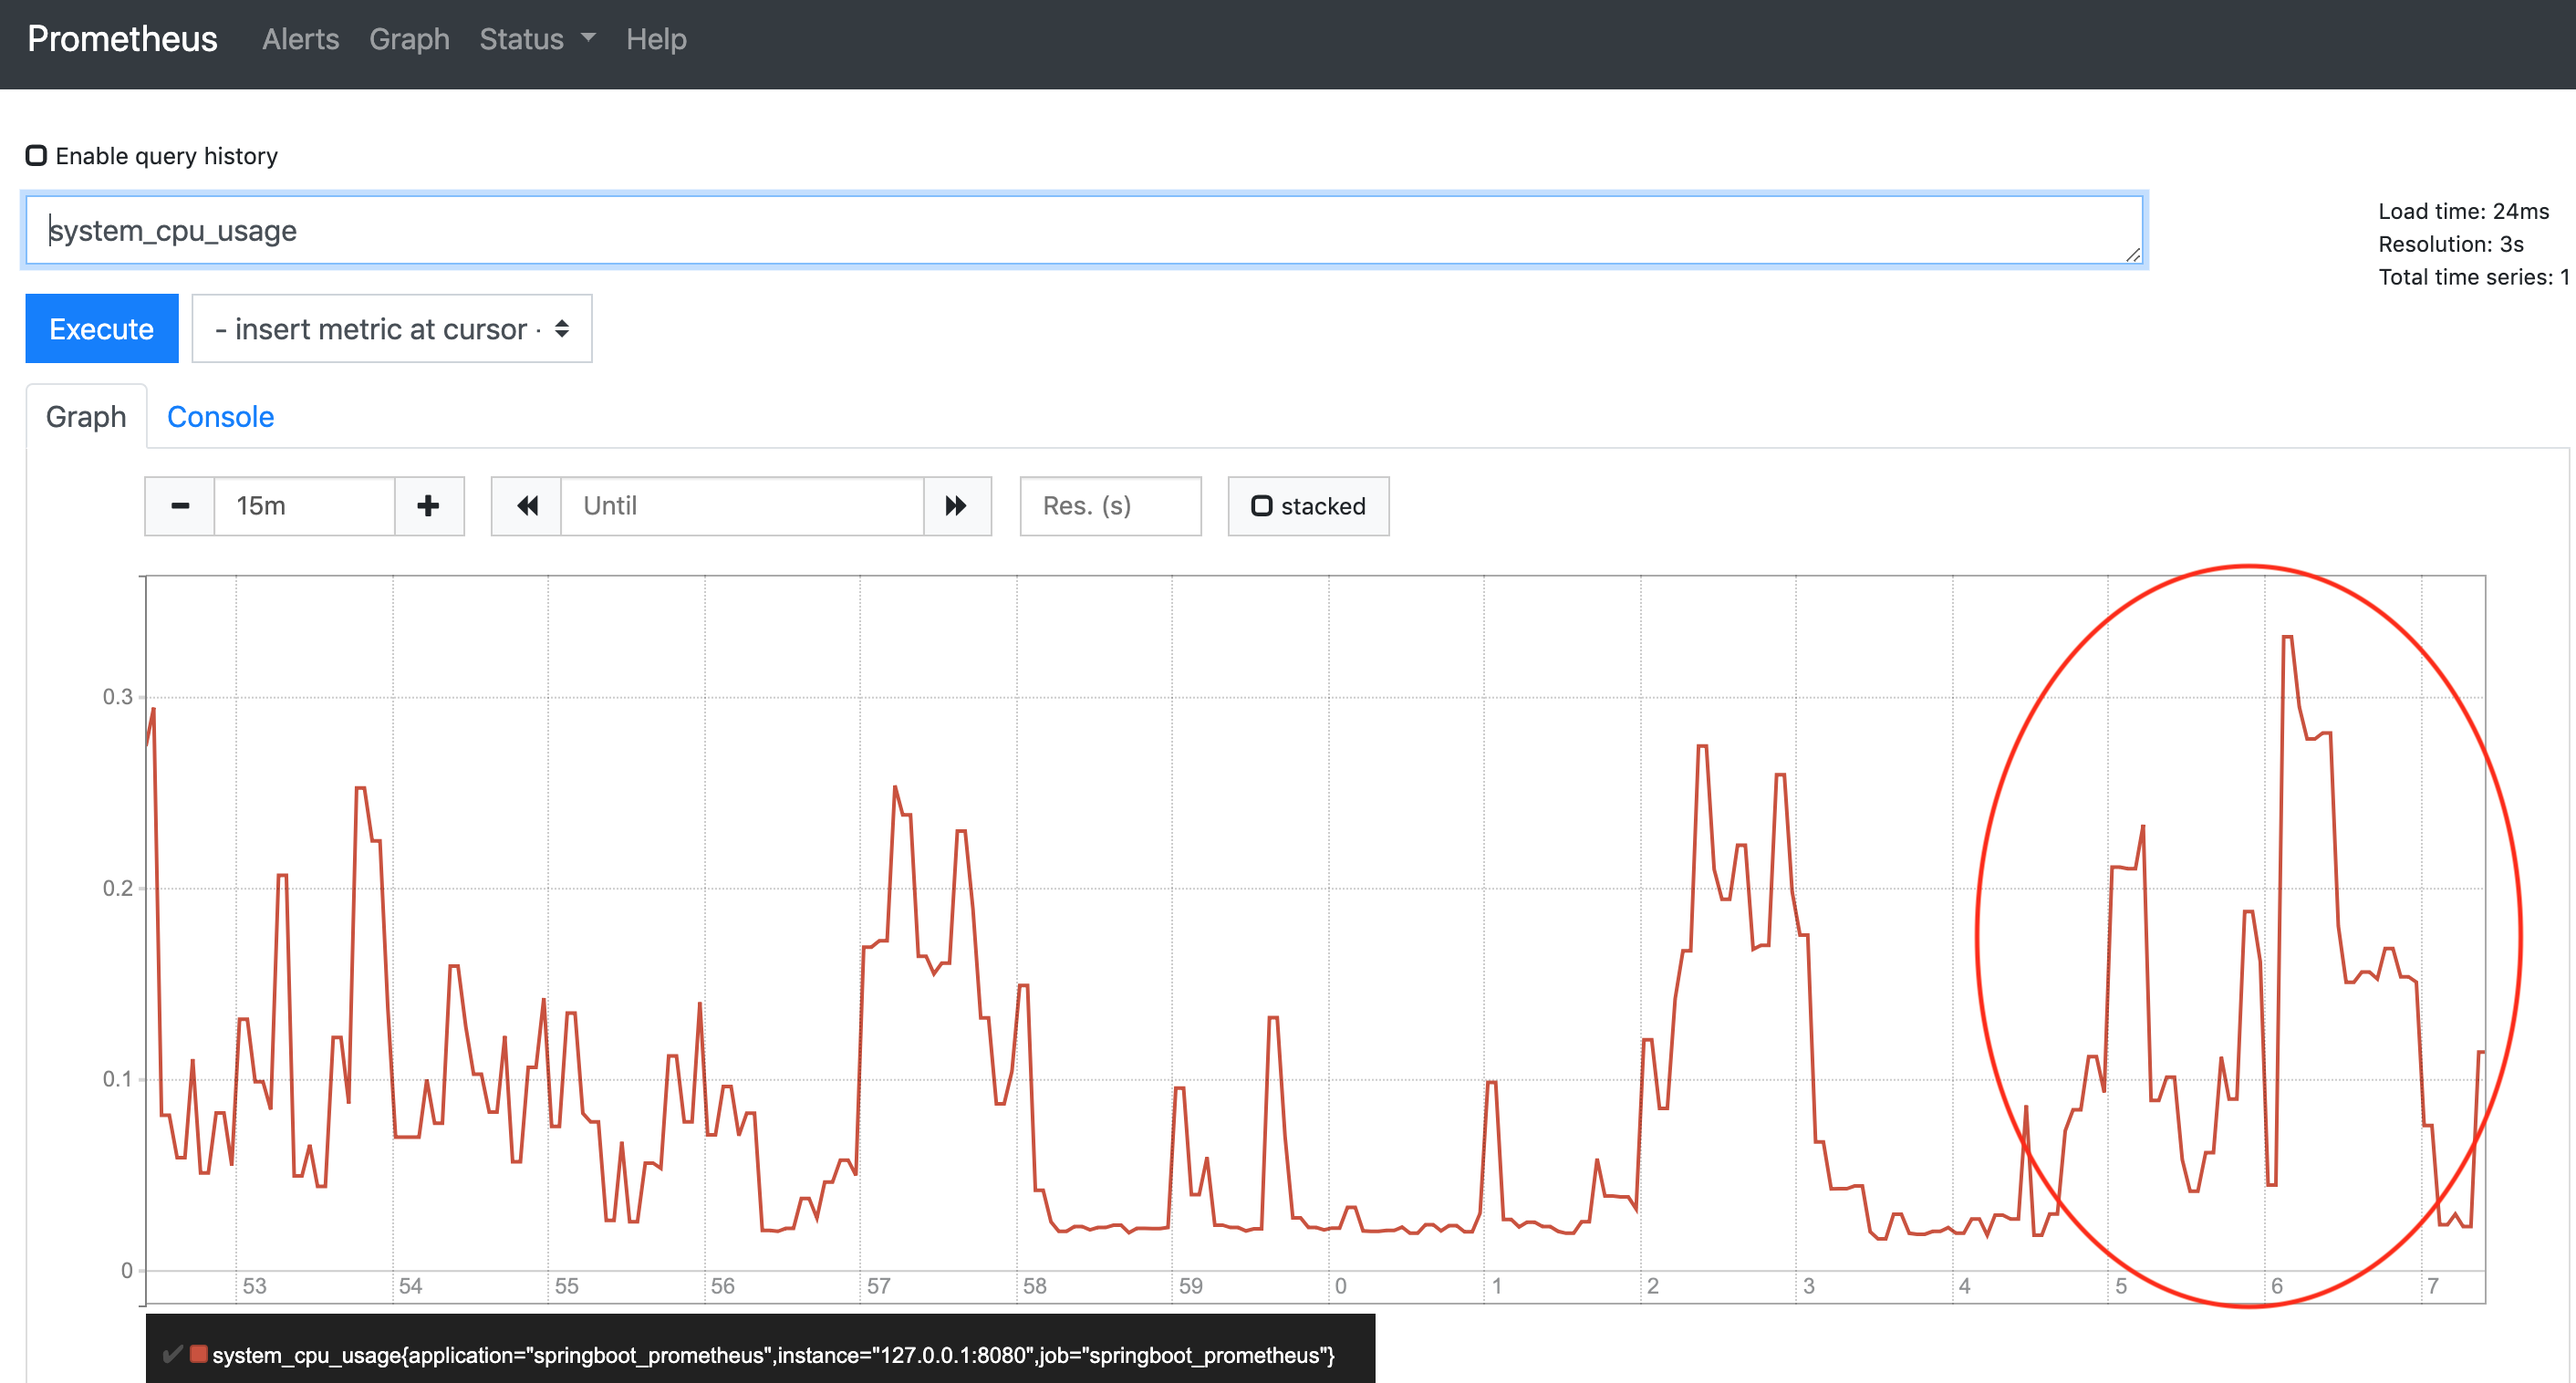 Prometheus Alerts Graph Status Help
Enable query history
system_cpu_usage
Load time: 24ms
Resolution: 3s
Total time series: 1
Execute - insert metric at cursor -
Graph Console
15m Until Res. (s) stacked
0.3
0.2
0.1
0
53 54 55 56 57 58 59 0 1 2 3 4 5 6 7
system_cpu_usage{application="springboot_prometheus",instance="127.0.0.1:8080",job="springboot_prometheus"}